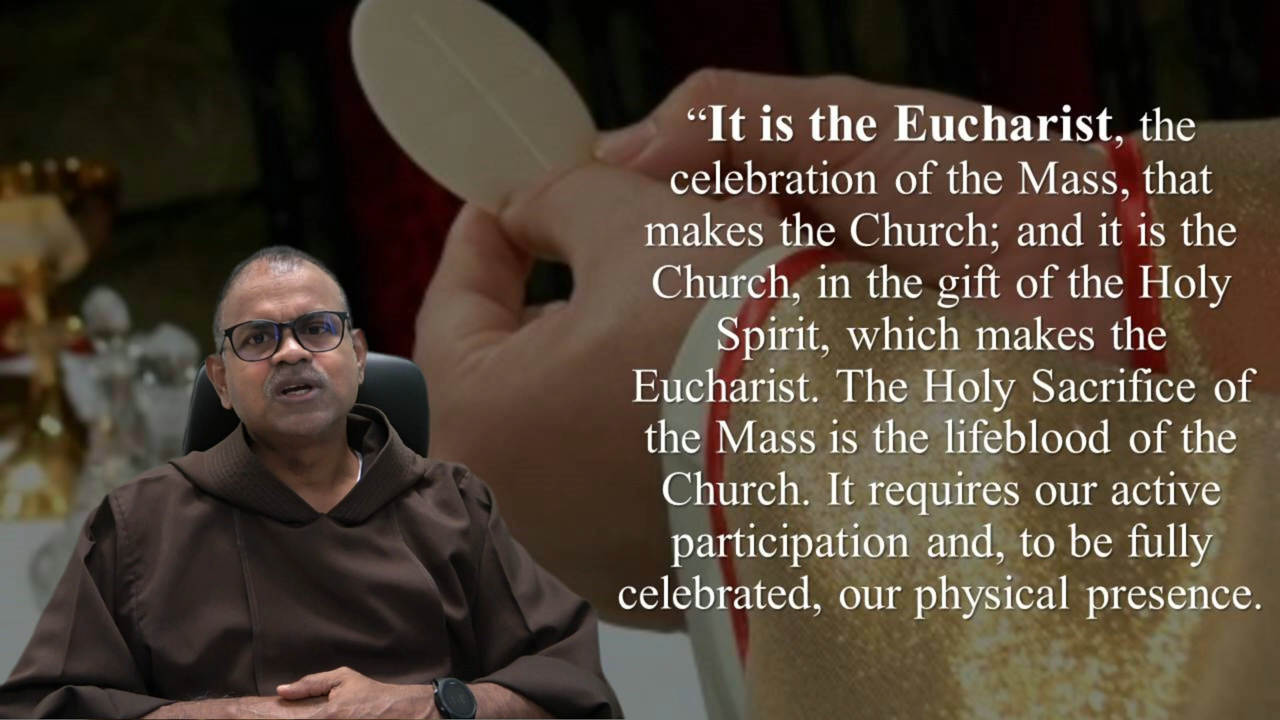 “It is the Eucharist, the
celebration of the Mass, that
makes the Church; and it is the
Church, in the gift of the Holy
Spirit, which makes the
Eucharist. The Holy Sacrifice of
the Mass is the lifeblood of the
Church. It requires our active
participation and, to be fully
celebrated, our physical presence.